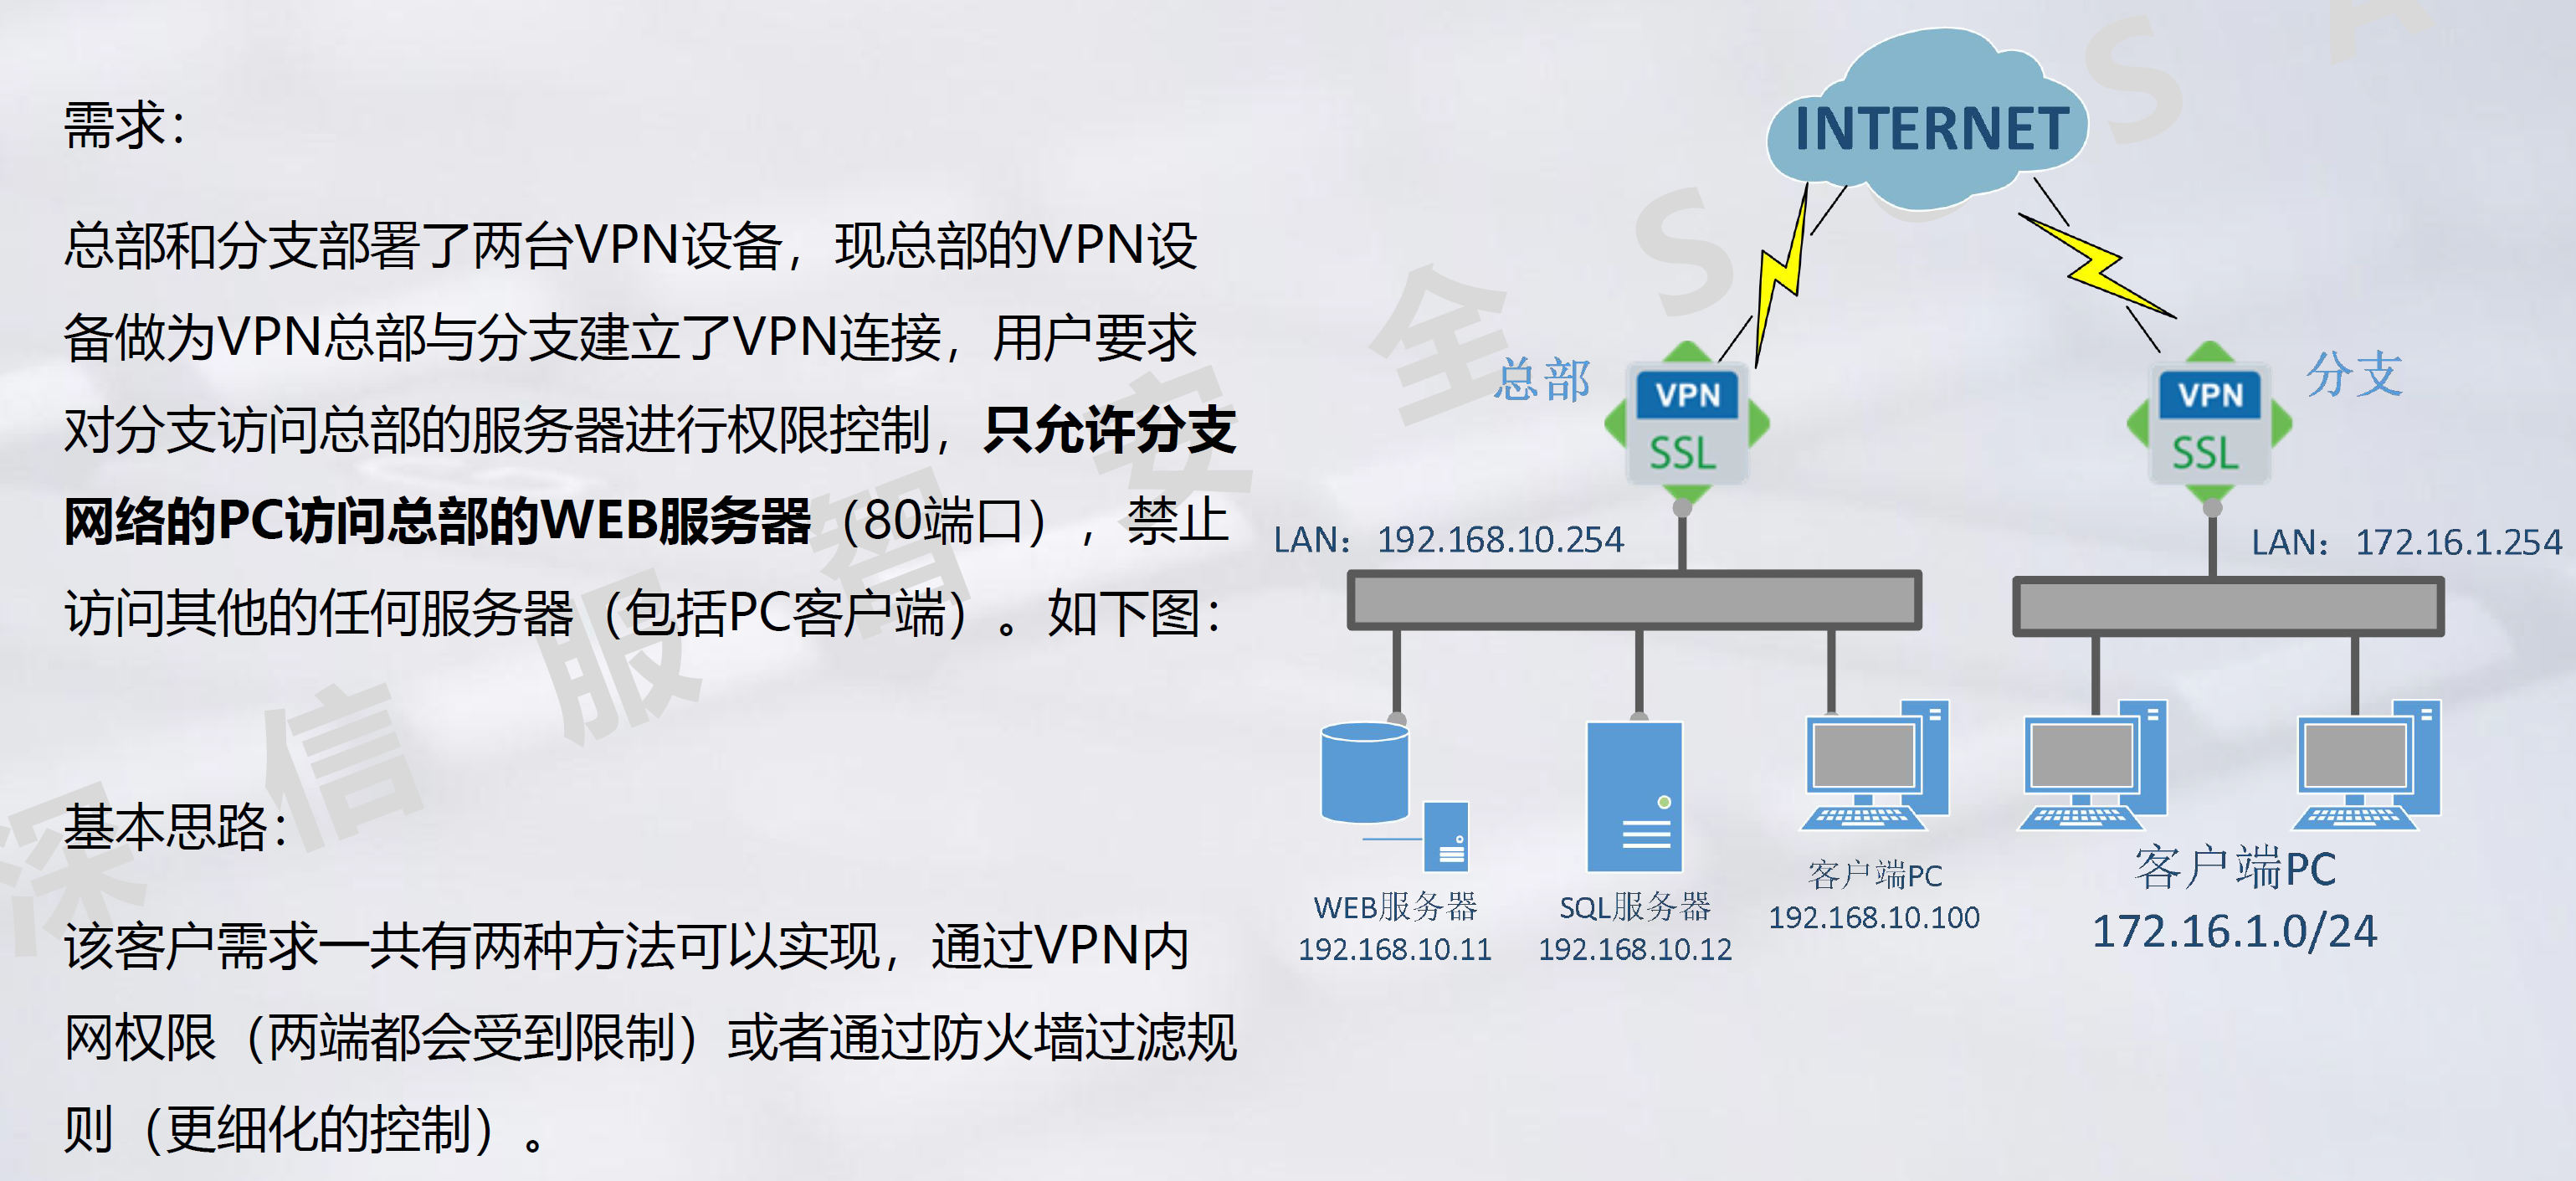 需求：
总部和分支部署了两台VPN设备，现总部的VPN设
备做为VPN总部与分支建立了VPN连接，用户要求
对分支访问总部的服务器进行权限控制，只允许分支
网络的PC访问总部的WEB服务器（80端口），禁止
访问其他的任何服务器（包括PC客户端）。如下图：
基本思路：
该客户需求一共有两种方法可以实现，通过VPN内
网权限（两端都会受到限制）或者通过防火墙过滤规
则（更细化的控制）。
INTERNET
总部
VPN
SSL
VPN
SSL
分支
LAN： 192.168.10.254
LAN： 172.16.1.254
WEB服务器
192.168.10.11
SQL服务器
192.168.10.12
客户端PC
192.168.10.100
客户端PC
172.16.1.0/24
深信服智安全 S S R